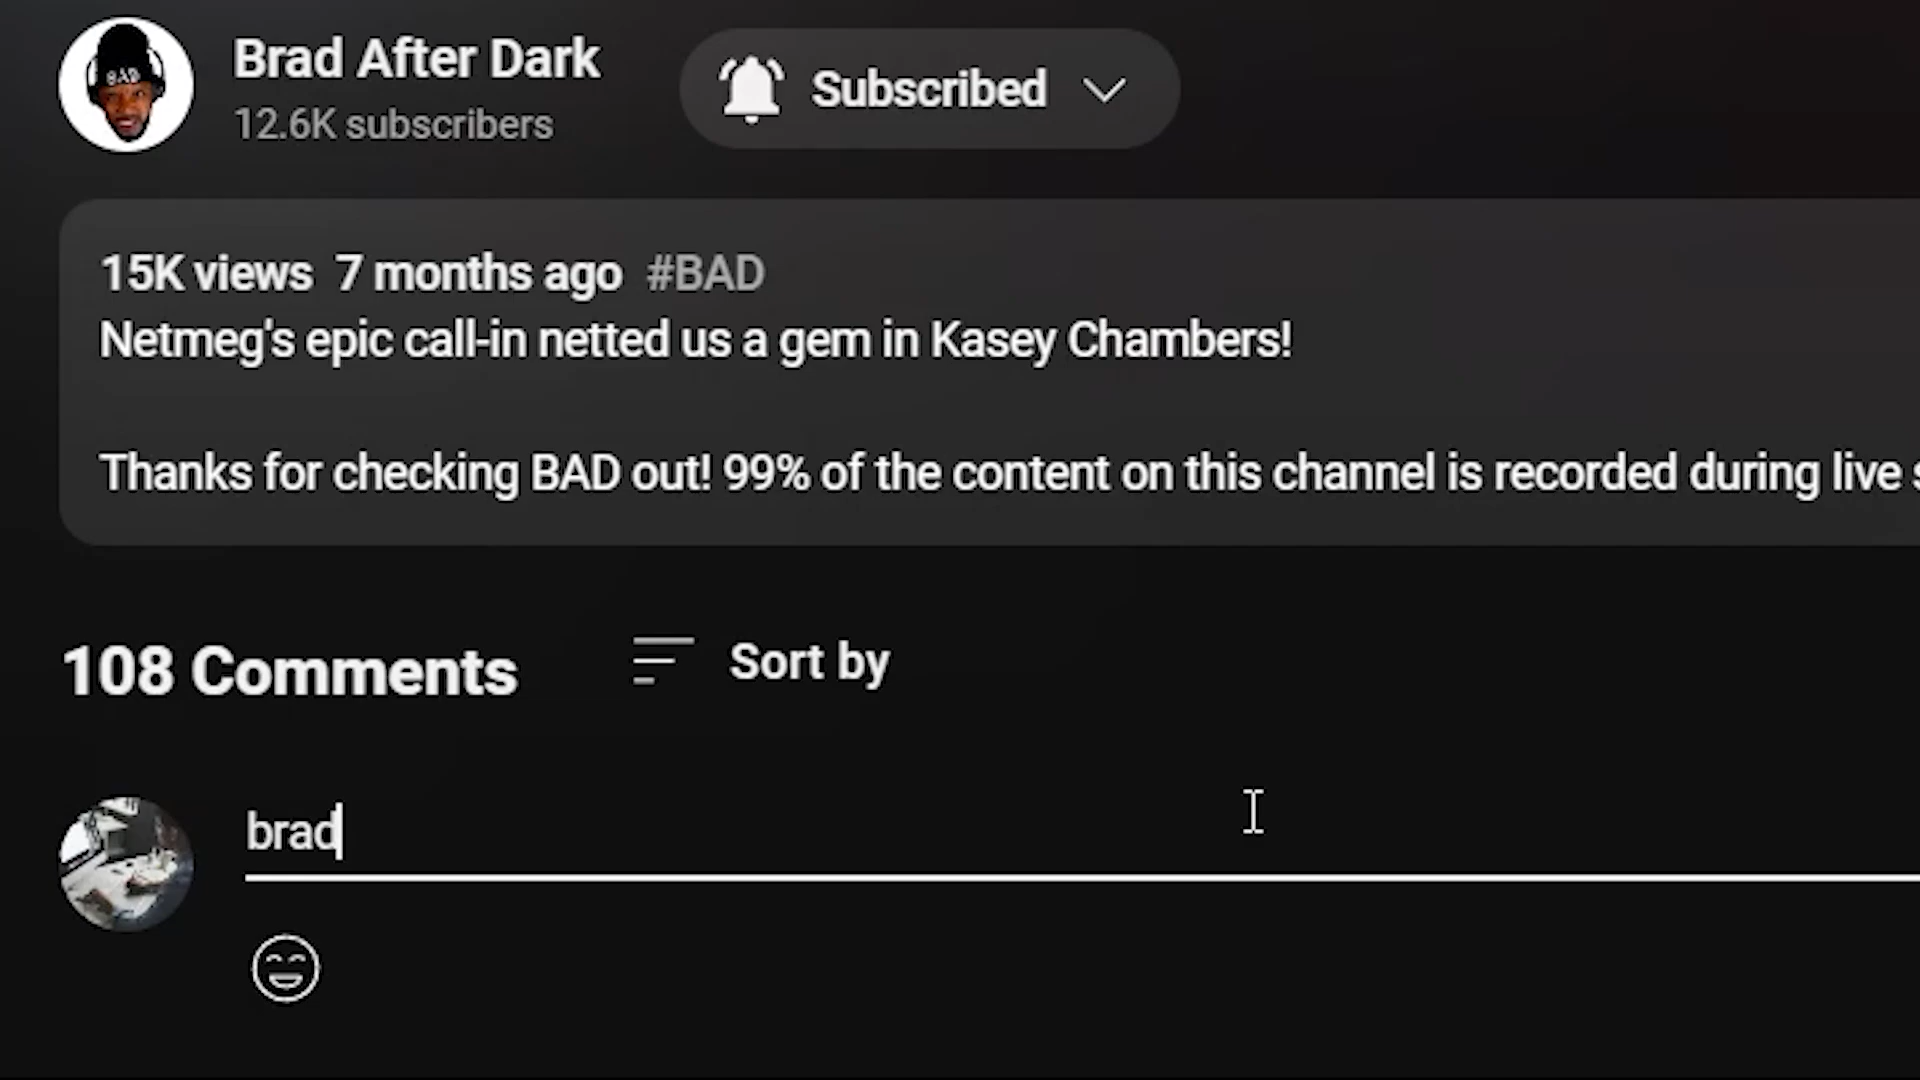 BAD
Brad After Dark
12.6K subscribers
Subscribed
15K views 7 months ago #BAD
Netmeg's epic call-in netted us a gem in Kasey Chambers!
Thanks for checking BAD out! 99% of the content on this channel is recorded during live
108 Comments
Sort by
brad